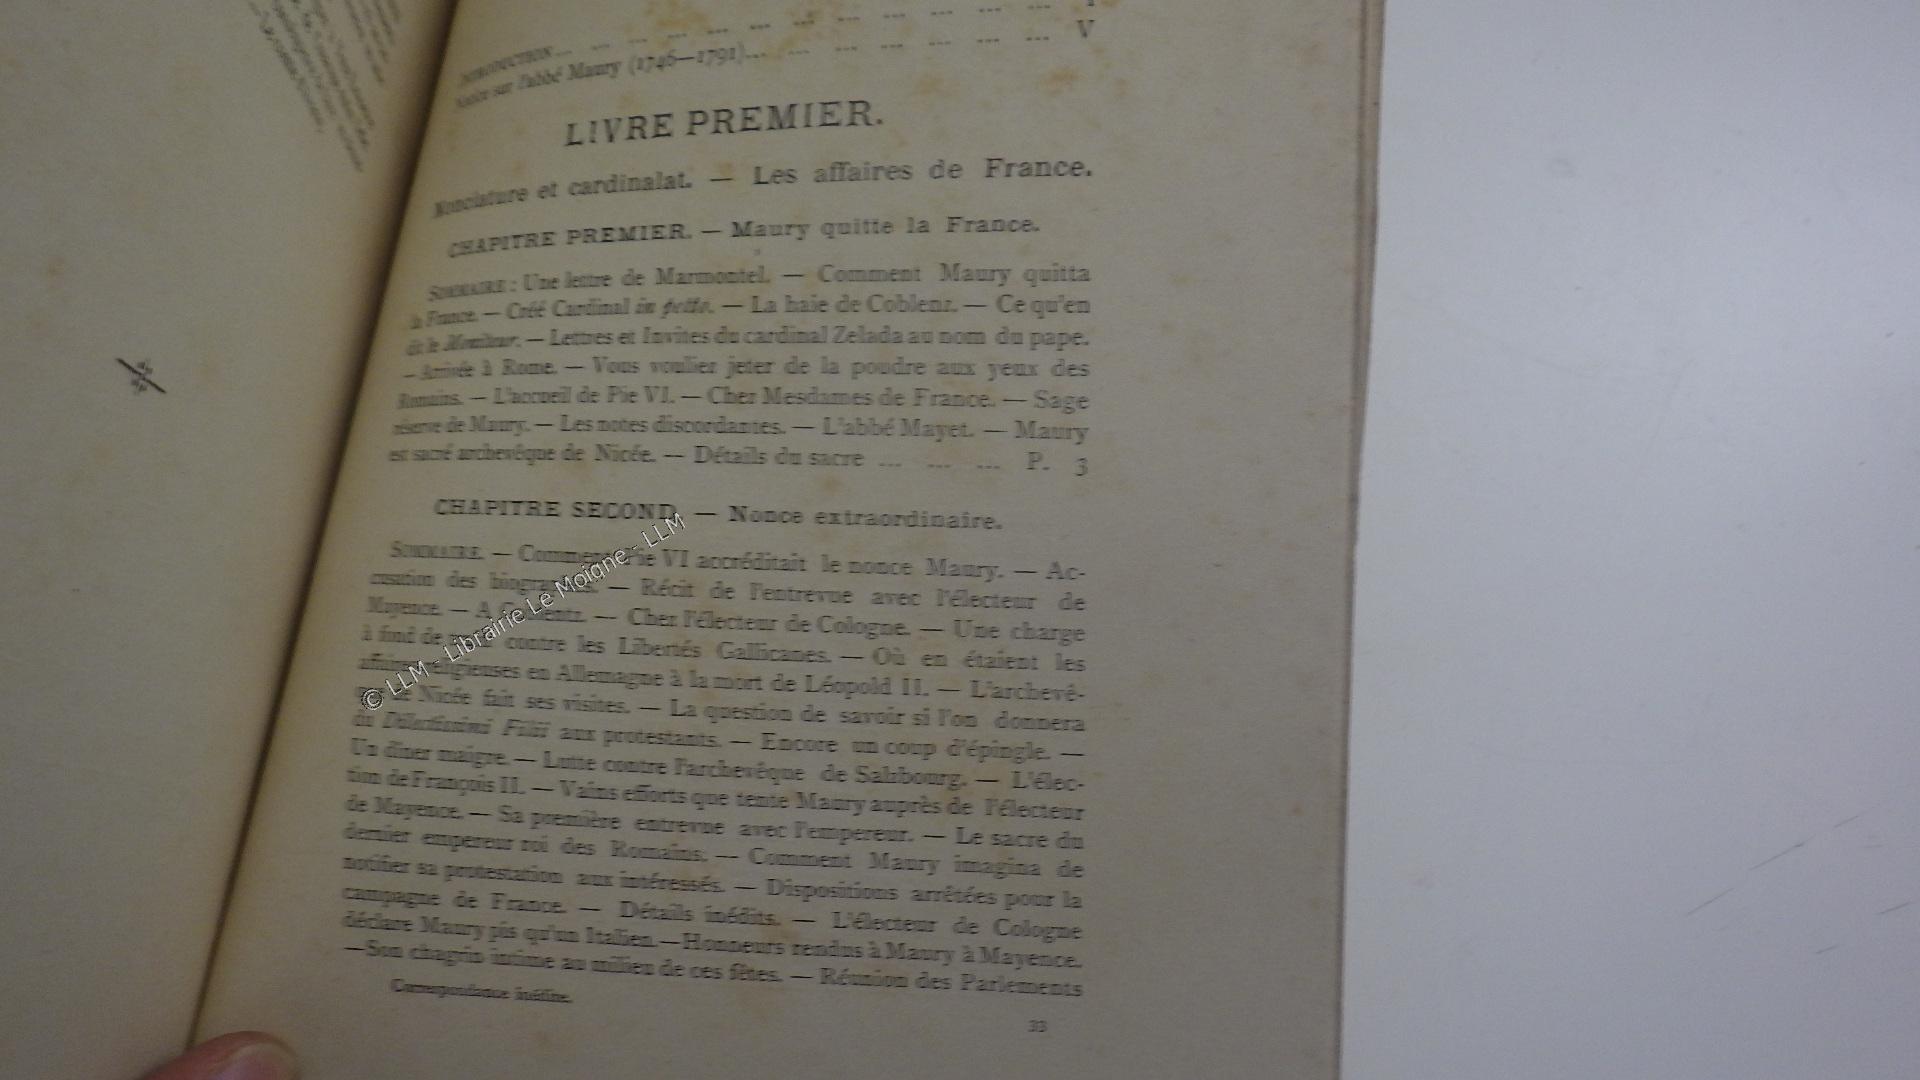 INTRODUCTION... ... ... ... ... ... ... ... ... ... ... I
Notice sur l'abbé Maury (1746—1791)... ... ... ... ... ... ... V
LIVRE PREMIER.
Nonciature et cardinalat. — Les affaires de France.
CHAPITRE PREMIER. — Maury quitte la France.
SOMMAIRE : Une lettre de Marmontel. — Comment Maury quitta
la France. — Créé Cardinal in petto. — La haie de Coblenz. — Ce qu'en
dit le Moniteur. — Lettres et Invites du cardinal Zelada au nom du pape.
— Arrivée à Rome. — Vous voulier jeter de la poudre aux yeux des
Romains. — L'accueil de Pie VI. — Cher Mesdames de France. — Sage
réserve de Maury. — Les notes discordantes. — L'abbé Mayet. — Maury
est sacré archevêque de Nicée. — Détails du sacre ... ... ... P. 3
CHAPITRE SECOND. — Nonce extraordinaire.
SOMMAIRE. — Comment Pie VI accréditait le nonce Maury. — Ac-
cusation des biographes. — Récit de l'entrevue avec l'électeur de
Mayence. — A Coblentz. — Cher l'électeur de Cologne. — Une charge
à fond de contre les Libertés Gallicanes. — Où en étaient les
affaires religieuses en Allemagne à la mort de Léopold II. — L'archevê-
que de Nicée fait ses visites. — La question de savoir si l'on donnera
du Dilectissimi Filii aux protestants. — Encore un coup d'épingle. —
Un dîner maigre. — Lutte contre l'archevêque de Salzbourg. — L'élec-
tion de François II. — Vains efforts que tente Maury auprès de l'électeur
de Mayence. — Sa première entrevue avec l'empereur. — Le sacre du
dernier empereur roi des Romains. — Comment Maury imagina de
notifier sa protestation aux intéressés. — Dispositions arrêtées pour la
campagne de France. — Détails inédits. — L'électeur de Cologne
déclare Maury pis qu'un Italien. — Honneurs rendus à Maury à Mayence.
— Son chagrin intime au milieu de ces fêtes. — Réunion des Parlements
Correspondance inédite.
33
© LLM - Librairie Le Moigne - LLM